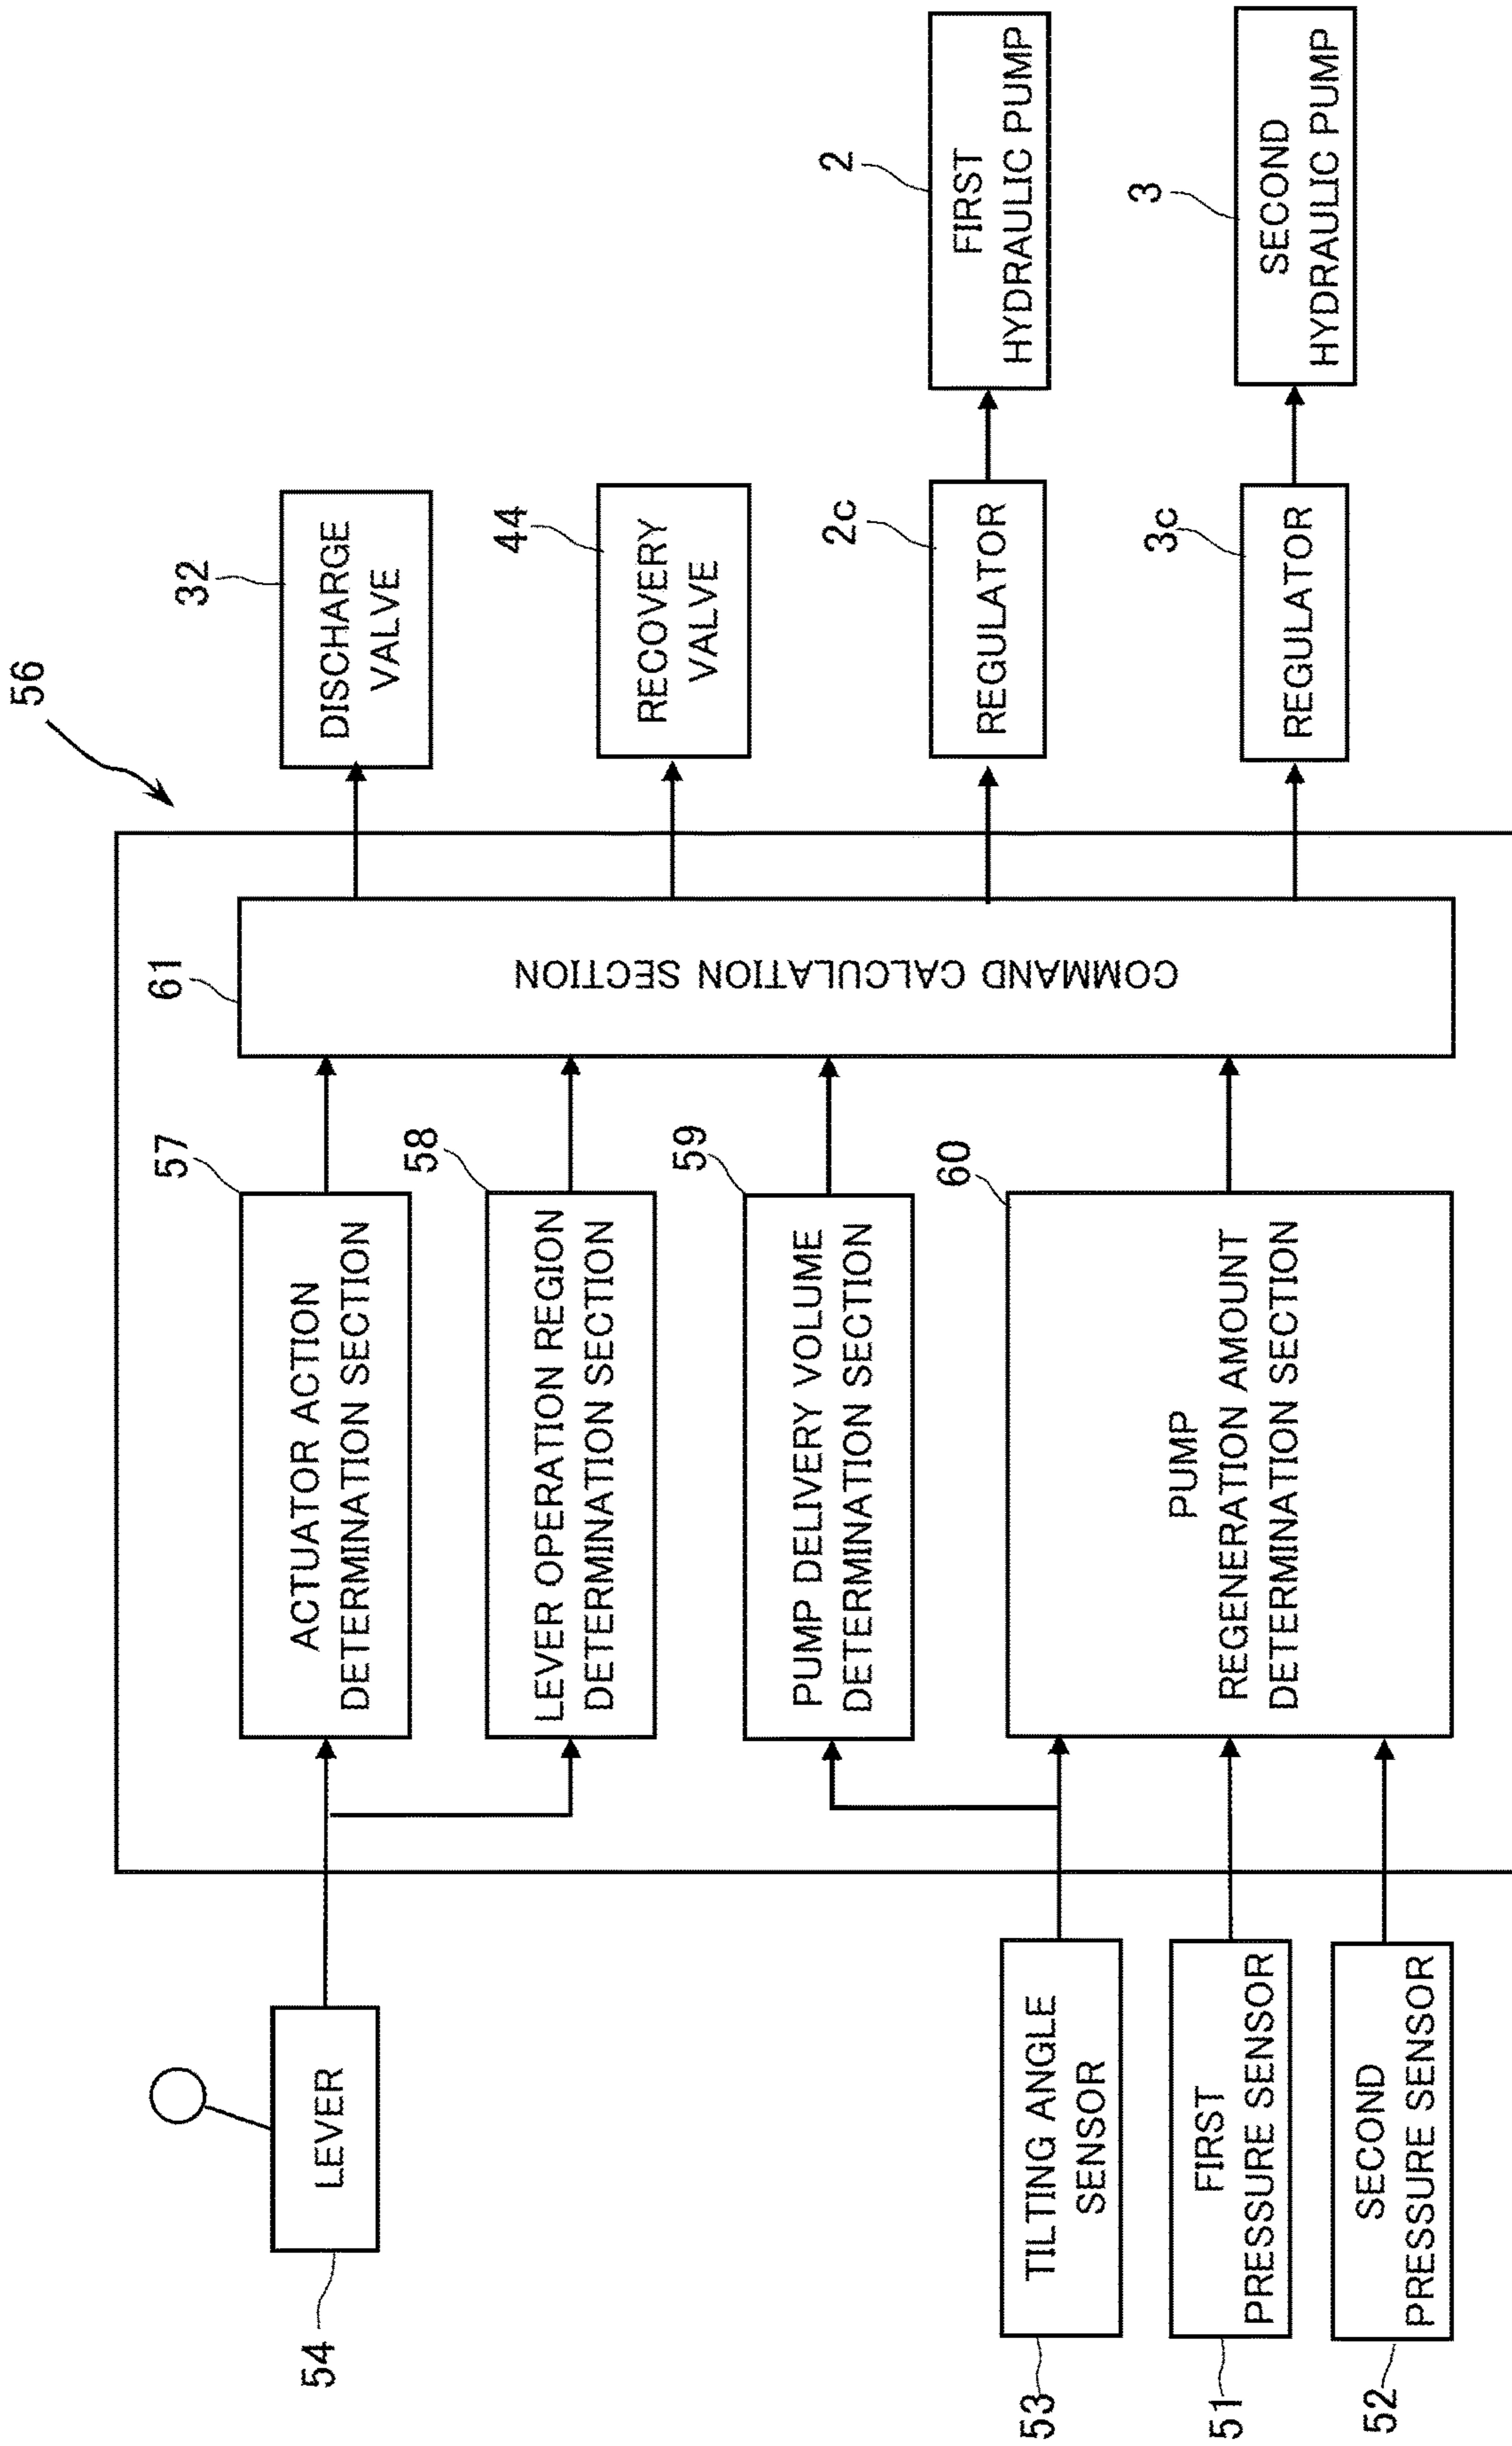 56
54
LEVER
53
TILTING ANGLE
SENSOR
51
FIRST
PRESSURE SENSOR
52
SECOND
PRESSURE SENSOR
57
ACTUATOR ACTION
DETERMINATION SECTION
58
LEVER OPERATION REGION
DETERMINATION SECTION
59
PUMP DELIVERY VOLUME
DETERMINATION SECTION
60
PUMP
REGENERATION AMOUNT
DETERMINATION SECTION
61
COMMAND CALCULATION SECTION
32
DISCHARGE
VALVE
44
RECOVERY
VALVE
2c
REGULATOR
3c
REGULATOR
2
FIRST
HYDRAULIC PUMP
3
SECOND
HYDRAULIC PUMP